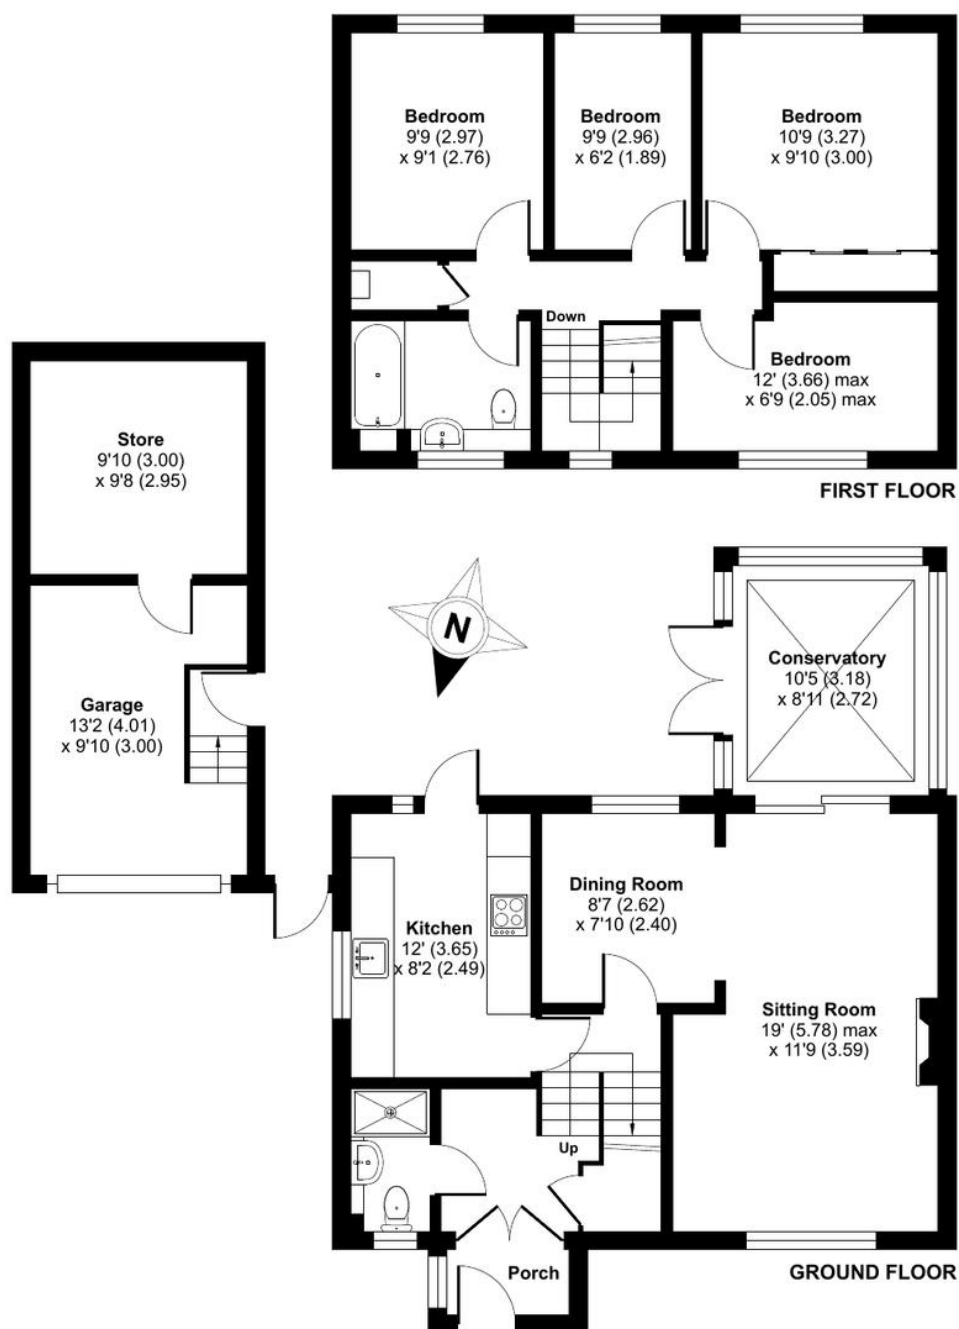 Bedroom
9'9 (2.97)
x 9'1 (2.76)
Bedroom
9'9 (2.96)
x 6'2 (1.89)
Bedroom
10'9 (3.27)
x 9'10 (3.00)
Down
Bedroom
12' (3.66) max
x 6'9 (2.05) max
FIRST FLOOR
Store
9'10 (3.00)
x 9'8 (2.95)
Garage
13'2 (4.01)
x 9'10 (3.00)
N
Conservatory
10'5 (3.18)
x 8'11 (2.72)
Dining Room
8'7 (2.62)
x 7'10 (2.40)
Kitchen
12' (3.65)
x 8'2 (2.49)
Sitting Room
19' (5.78) max
x 11'9 (3.59)
Up
Porch
GROUND FLOOR